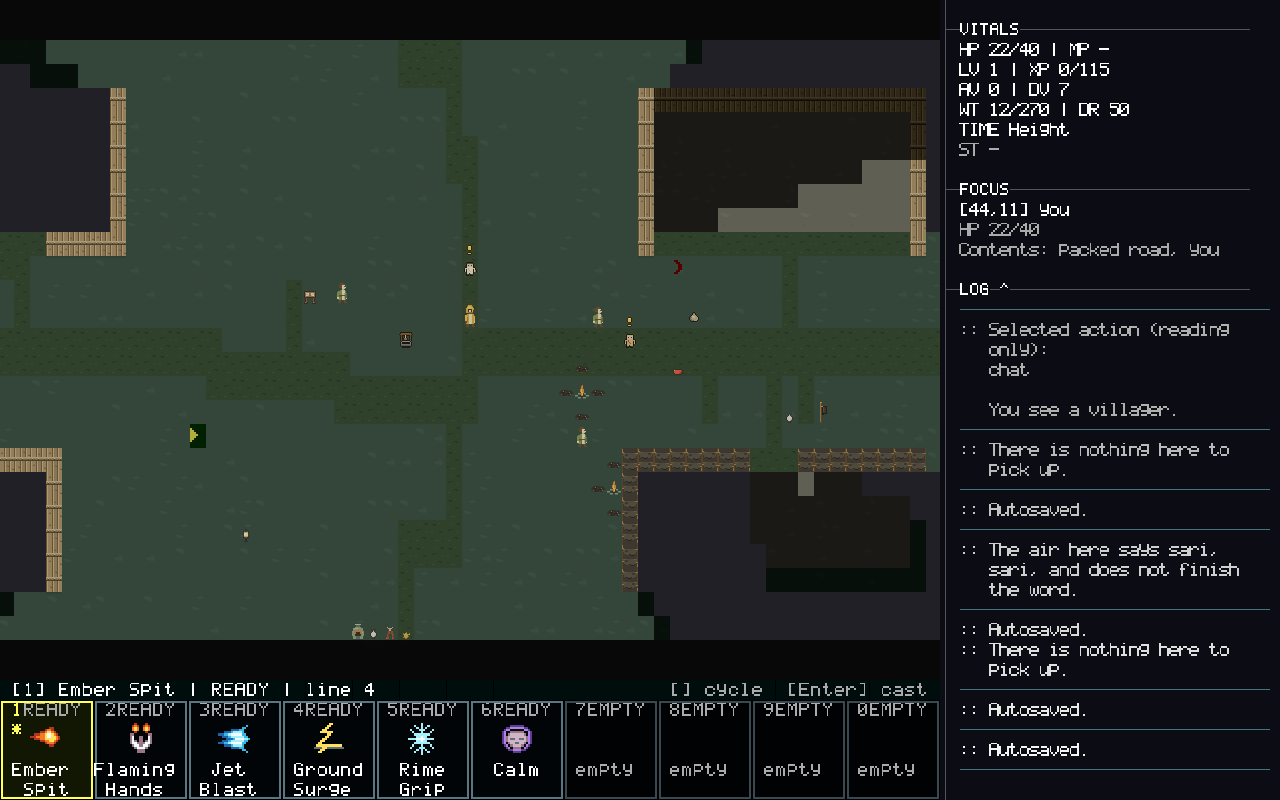 VITALS
HP 22/40 | MP -
LV 1 | XP 0/115
AV 0 | DV 7
WT 12/270 | DR 50
TIME Height
ST -
FOCUS
[44,11] You
HP 22/40
Contents: Packed road, You
LOG ^
:: Selected action (reading
only):
chat
You see a villager.
:: There is nothing here to
Pick up.
:: Autosaved.
:: The air here says sari,
sari, and does not finish
the word.
:: Autosaved.
:: There is nothing here to
Pick up.
:: Autosaved.
:: Autosaved.
[1] Ember Spit | READY | line 4
[] cycle [Enter] cast
1READY 2READY 3READY 4READY 5READY 6READY 7EMPTY 8EMPTY 9EMPTY 0EMPTY
* Ember Spit
Flaming Hands
Jet Blast
Ground Surge
Rime Grip
Calm
empty
empty
empty
empty